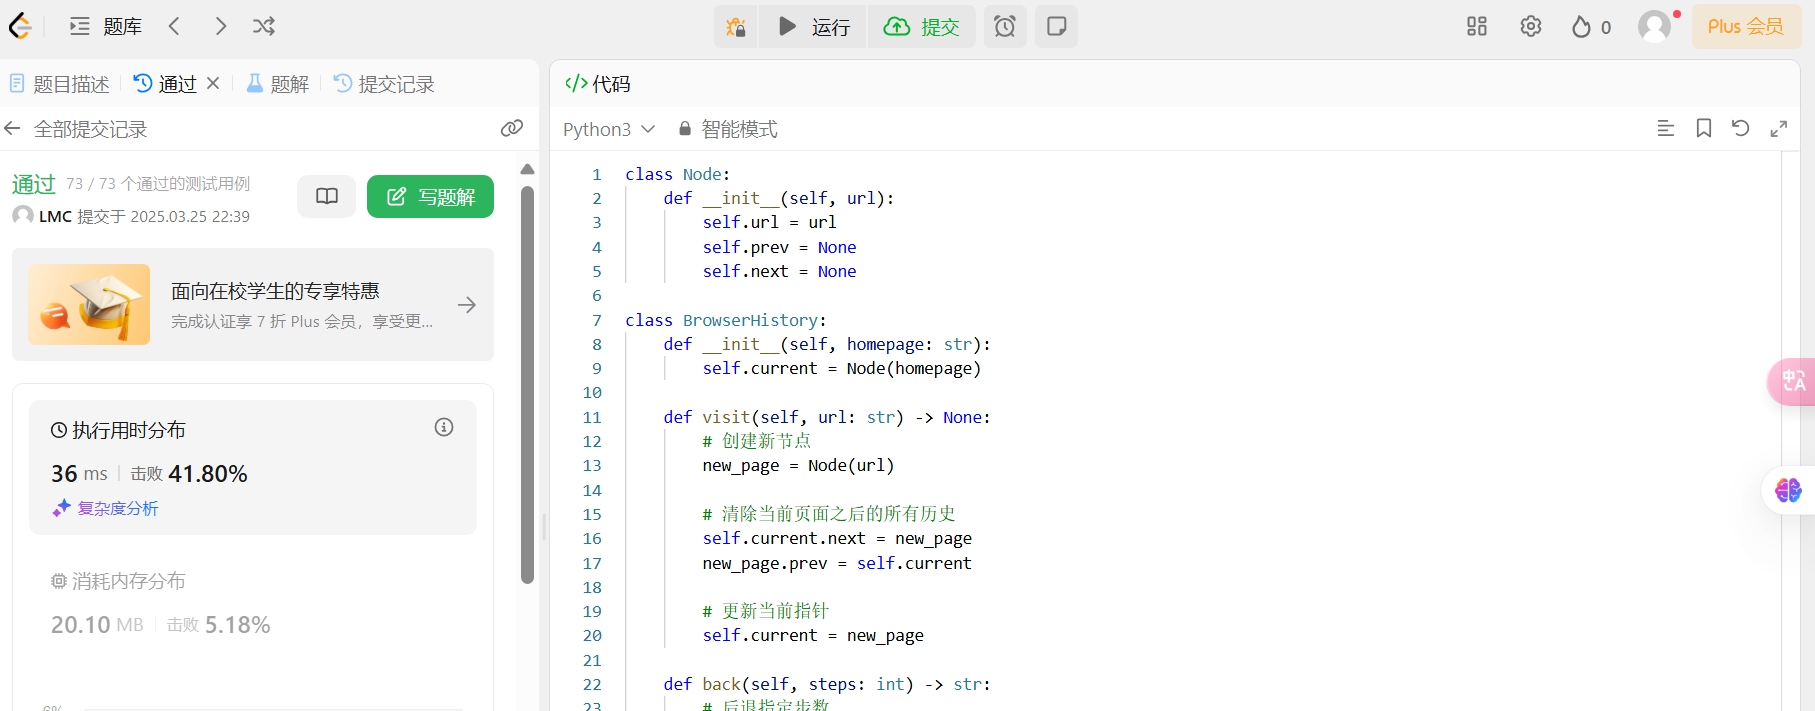 题库
运行
提交
0
Plus 会员
题目描述
通过
题解
提交记录
全部提交记录
通过 73 / 73 个通过的测试用例
LMC 提交于 2025.03.25 22:39
写题解
面向在校学生的专享特惠
完成认证享 7 折 Plus 会员，享受更...
执行用时分布
36 ms 击败 41.80%
复杂度分析
消耗内存分布
20.10 MB 击败 5.18%
6%
</> 代码
Python3 智能模式
1 class Node:
2 def __init__(self, url):
3 self.url = url
4 self.prev = None
5 self.next = None
6
7 class BrowserHistory:
8 def __init__(self, homepage: str):
9 self.current = Node(homepage)
10
11 def visit(self, url: str) -> None:
12 # 创建新节点
13 new_page = Node(url)
14
15 # 清除当前页面之后的所有历史
16 self.current.next = new_page
17 new_page.prev = self.current
18
19 # 更新当前指针
20 self.current = new_page
21
22 def back(self, steps: int) -> str:
23 # 后退指定步数
中A